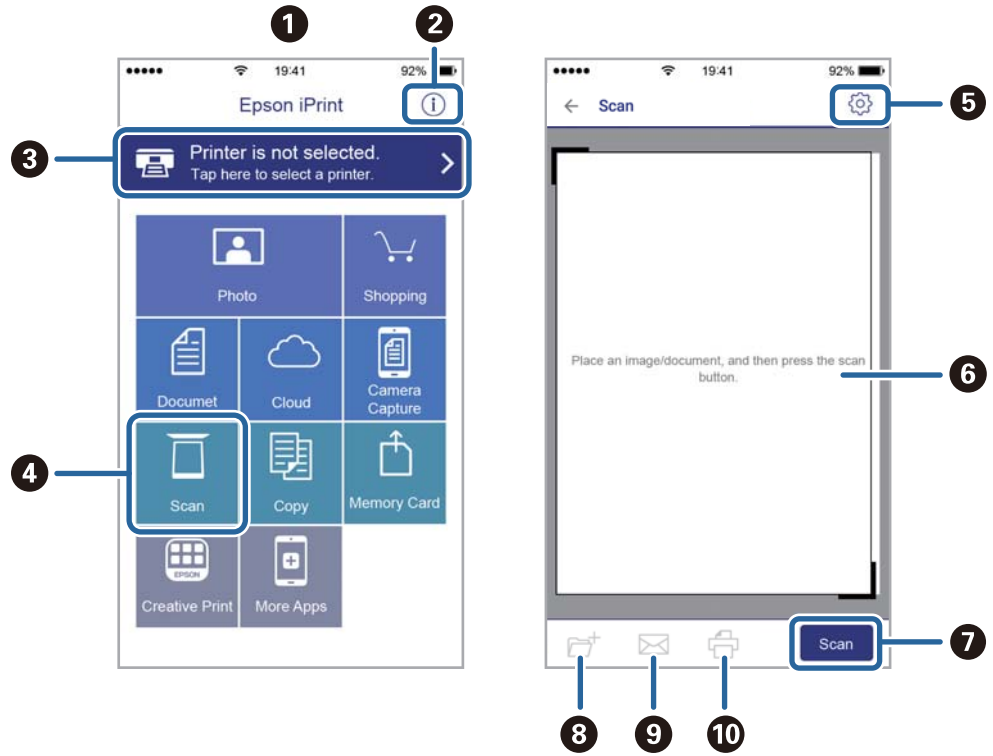 1
2
19:41
92%
Epson iPrint
3
Printer is not selected.
Tap here to select a printer.
Photo
Shopping
Documet
Cloud
Camera
Capture
4
Scan
Copy
Memory Card
EPSON
Creative Print
More Apps
19:41
92%
Scan
5
Place an image/document, and then press the scan
button.
6
Scan
7
8
9
10